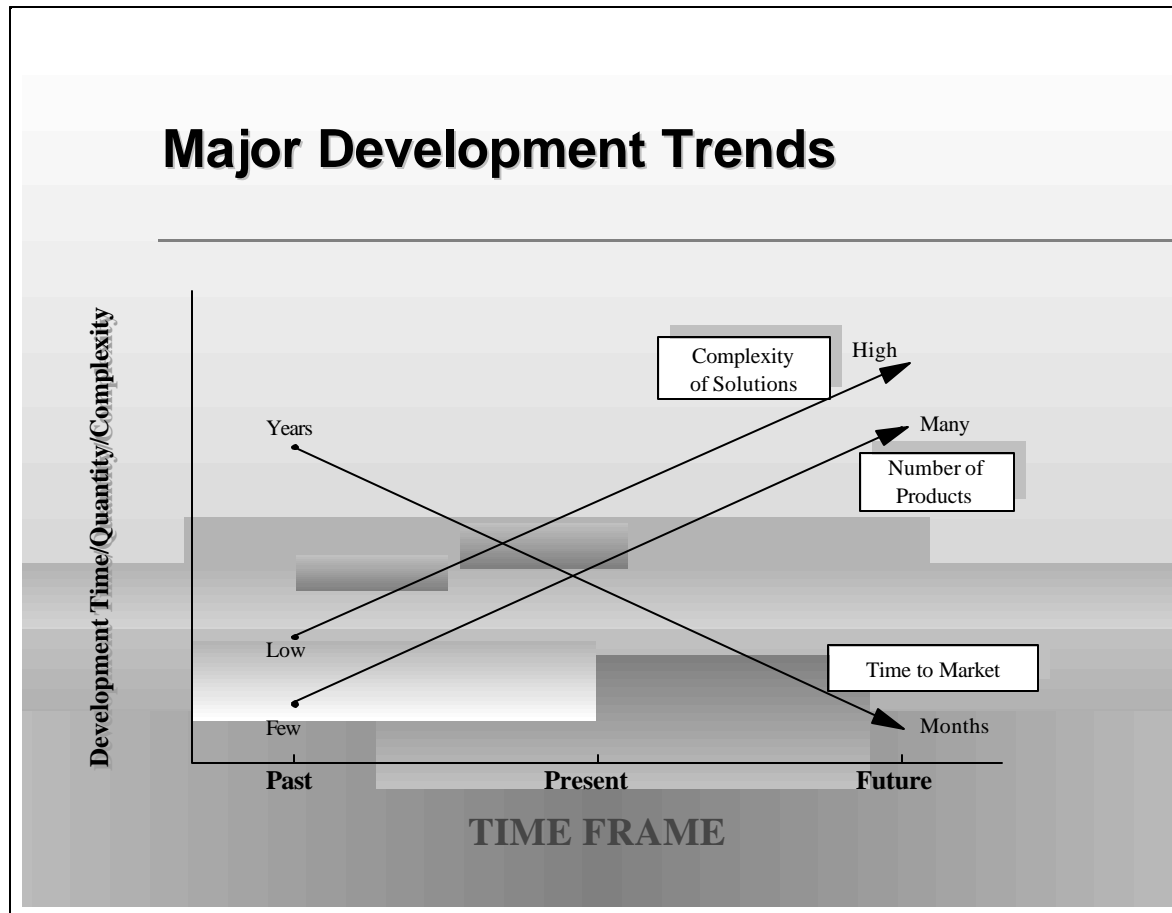 Major Development Trends
Development Time/Quantity/Complexity
Complexity
of Solutions
High
Years
Many
Number of
Products
Low
Time to Market
Few
Months
Past
Present
Future
TIME FRAME